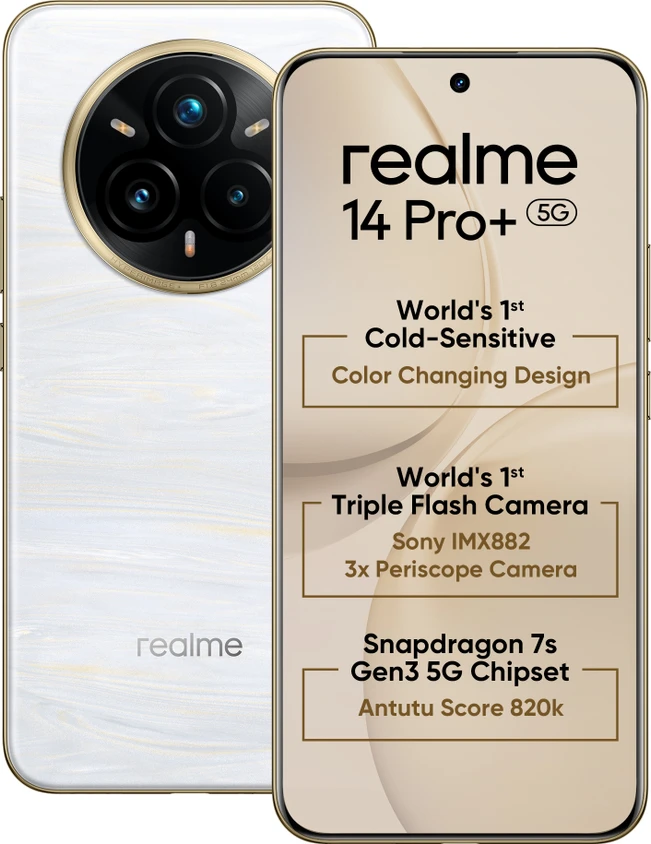 realme
14 Pro+ 5G
World's 1st
Cold-Sensitive
Color Changing Design
World's 1st
Triple Flash Camera
Sony IMX882
3x Periscope Camera
Snapdragon 7s
Gen3 5G Chipset
Antutu Score 820k
realme